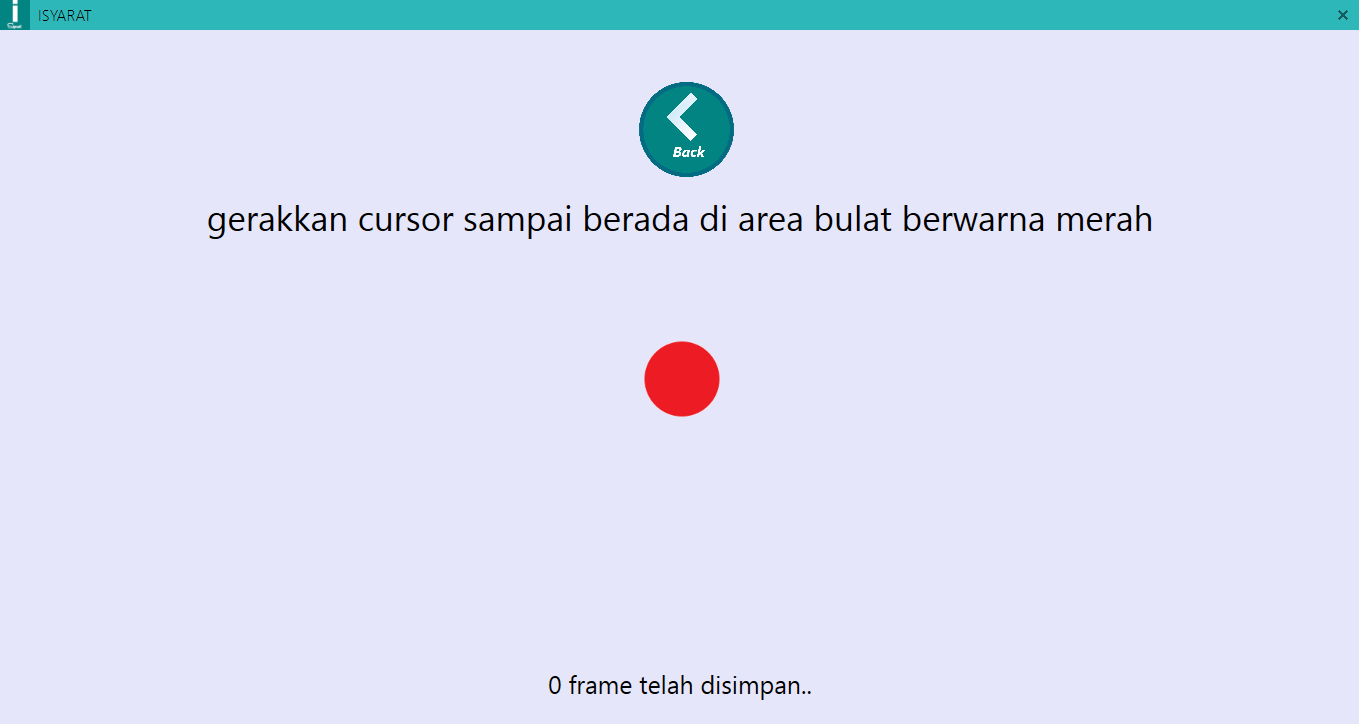 ISYARAT
Back
gerakkan cursor sampai berada di area bulat berwarna merah
0 frame telah disimpan..